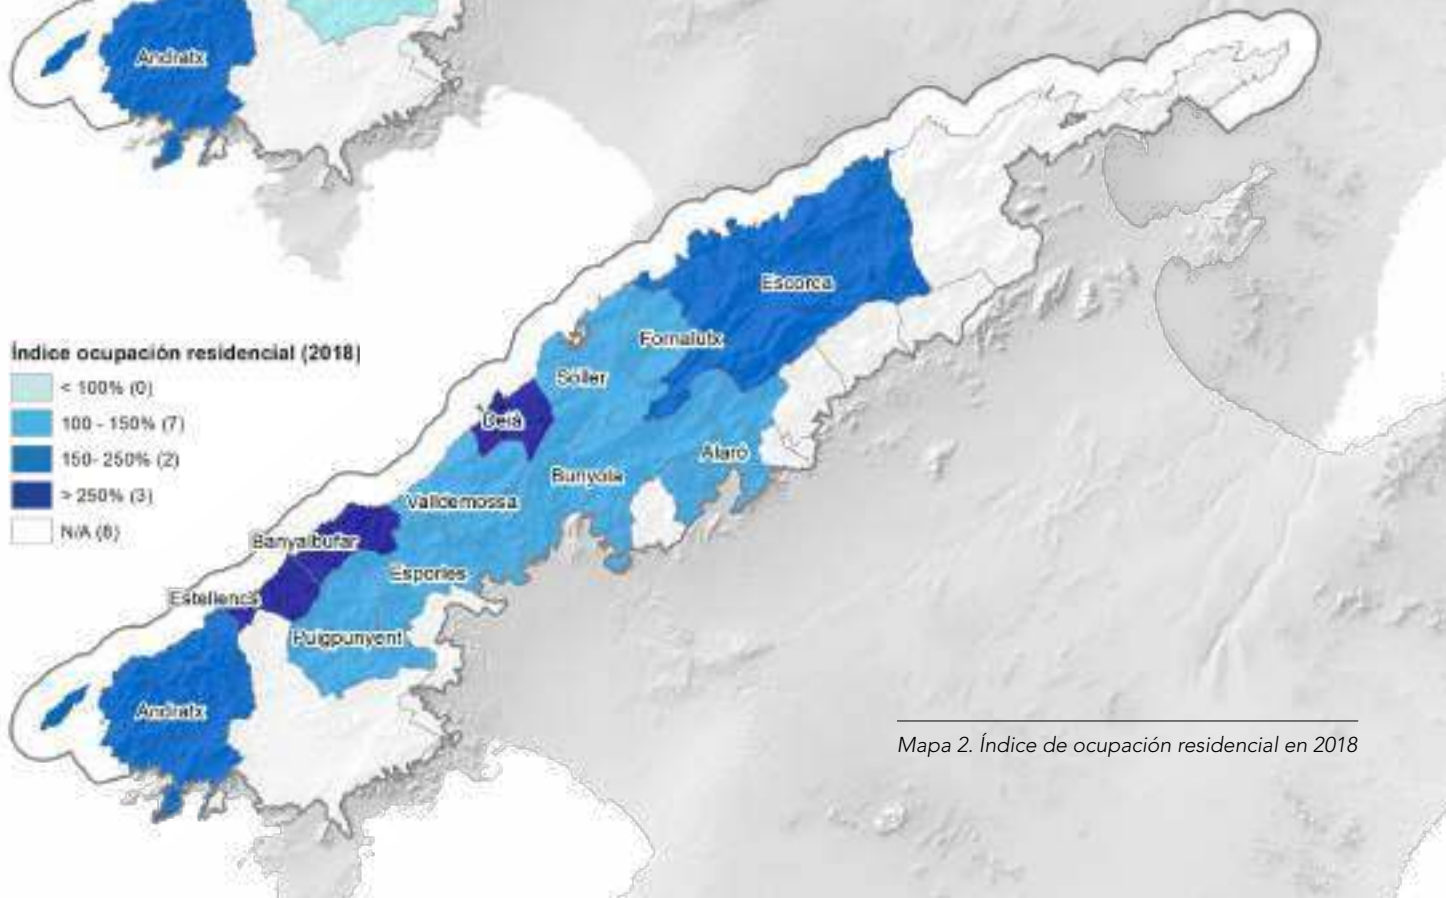 Andratx
Escorca
Fornalutx
Índice ocupación residencial (2018)
< 100% (0)
100 - 150% (7)
150- 250% (2)
> 250% (3)
N/A (8)
Sóller
Deià
Alaró
Bunyola
Valldemossa
Banyalbufar
Esporles
Estellencs
Puigpunyent
Andratx
Mapa 2. Índice de ocupación residencial en 2018